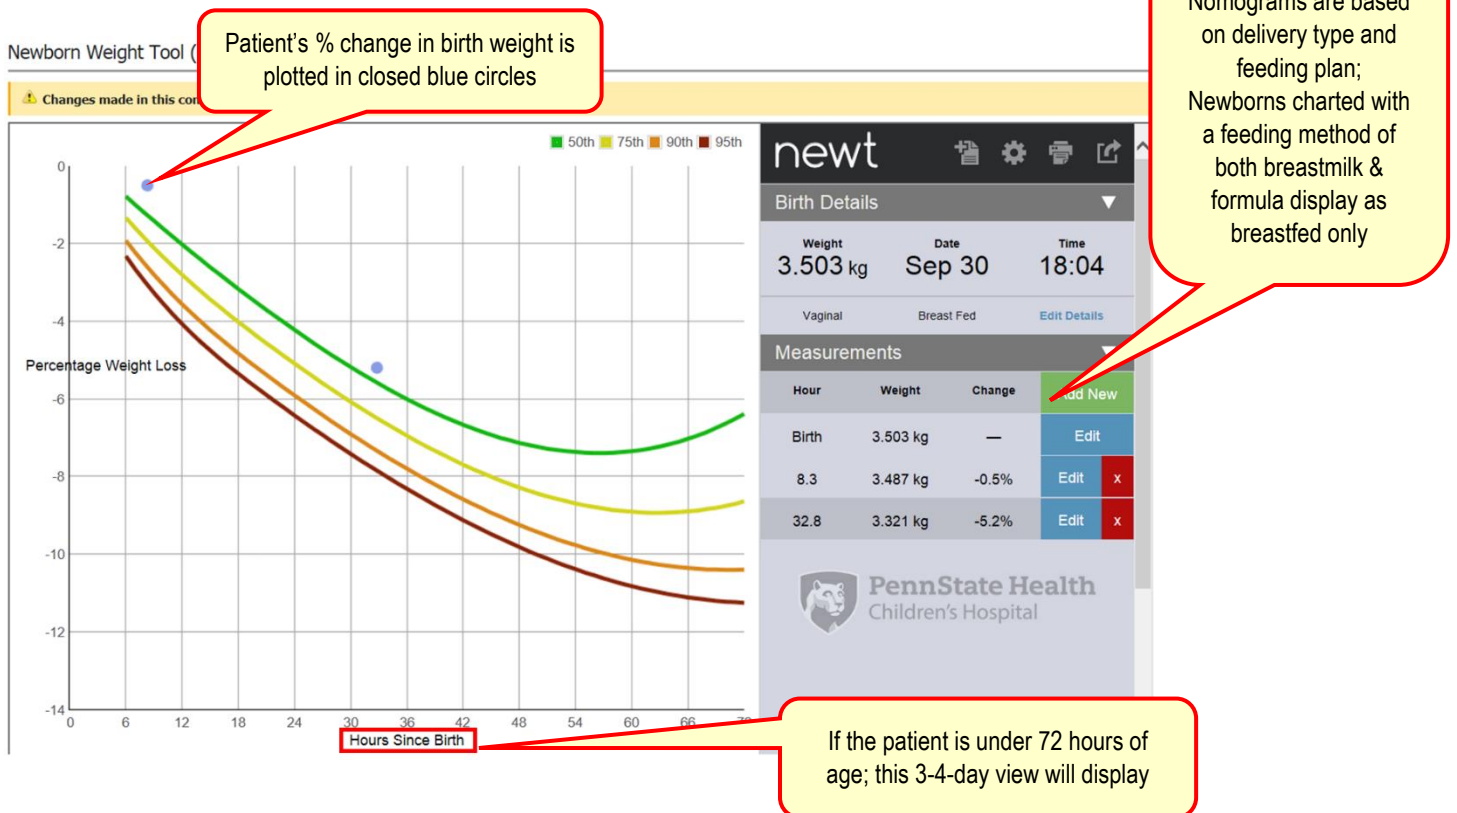 Nomograms are based
on delivery type and
feeding plan;
Newborns charted with
a feeding method of
both breastmilk &
formula display as
breastfed only
Patient’s % change in birth weight is
plotted in closed blue circles
Newborn Weight Tool (
Changes made in this
50th 75th 90th 95th
0
-2
-4
Percentage Weight Loss
-6
-8
-10
-12
-14
0 6 12 18 24 30 36 42 48 54 60 66
Hours Since Birth
newt
Birth Details
Weight Date Time
3.503 kg Sep 30 18:04
Vaginal Breast Fed Edit Details
Measurements
Hour Weight Change Add New
Birth 3.503 kg — Edit
8.3 3.487 kg -0.5% Edit x
32.8 3.321 kg -5.2% Edit x
PennState Health
Children's Hospital
If the patient is under 72 hours of
age; this 3-4-day view will display